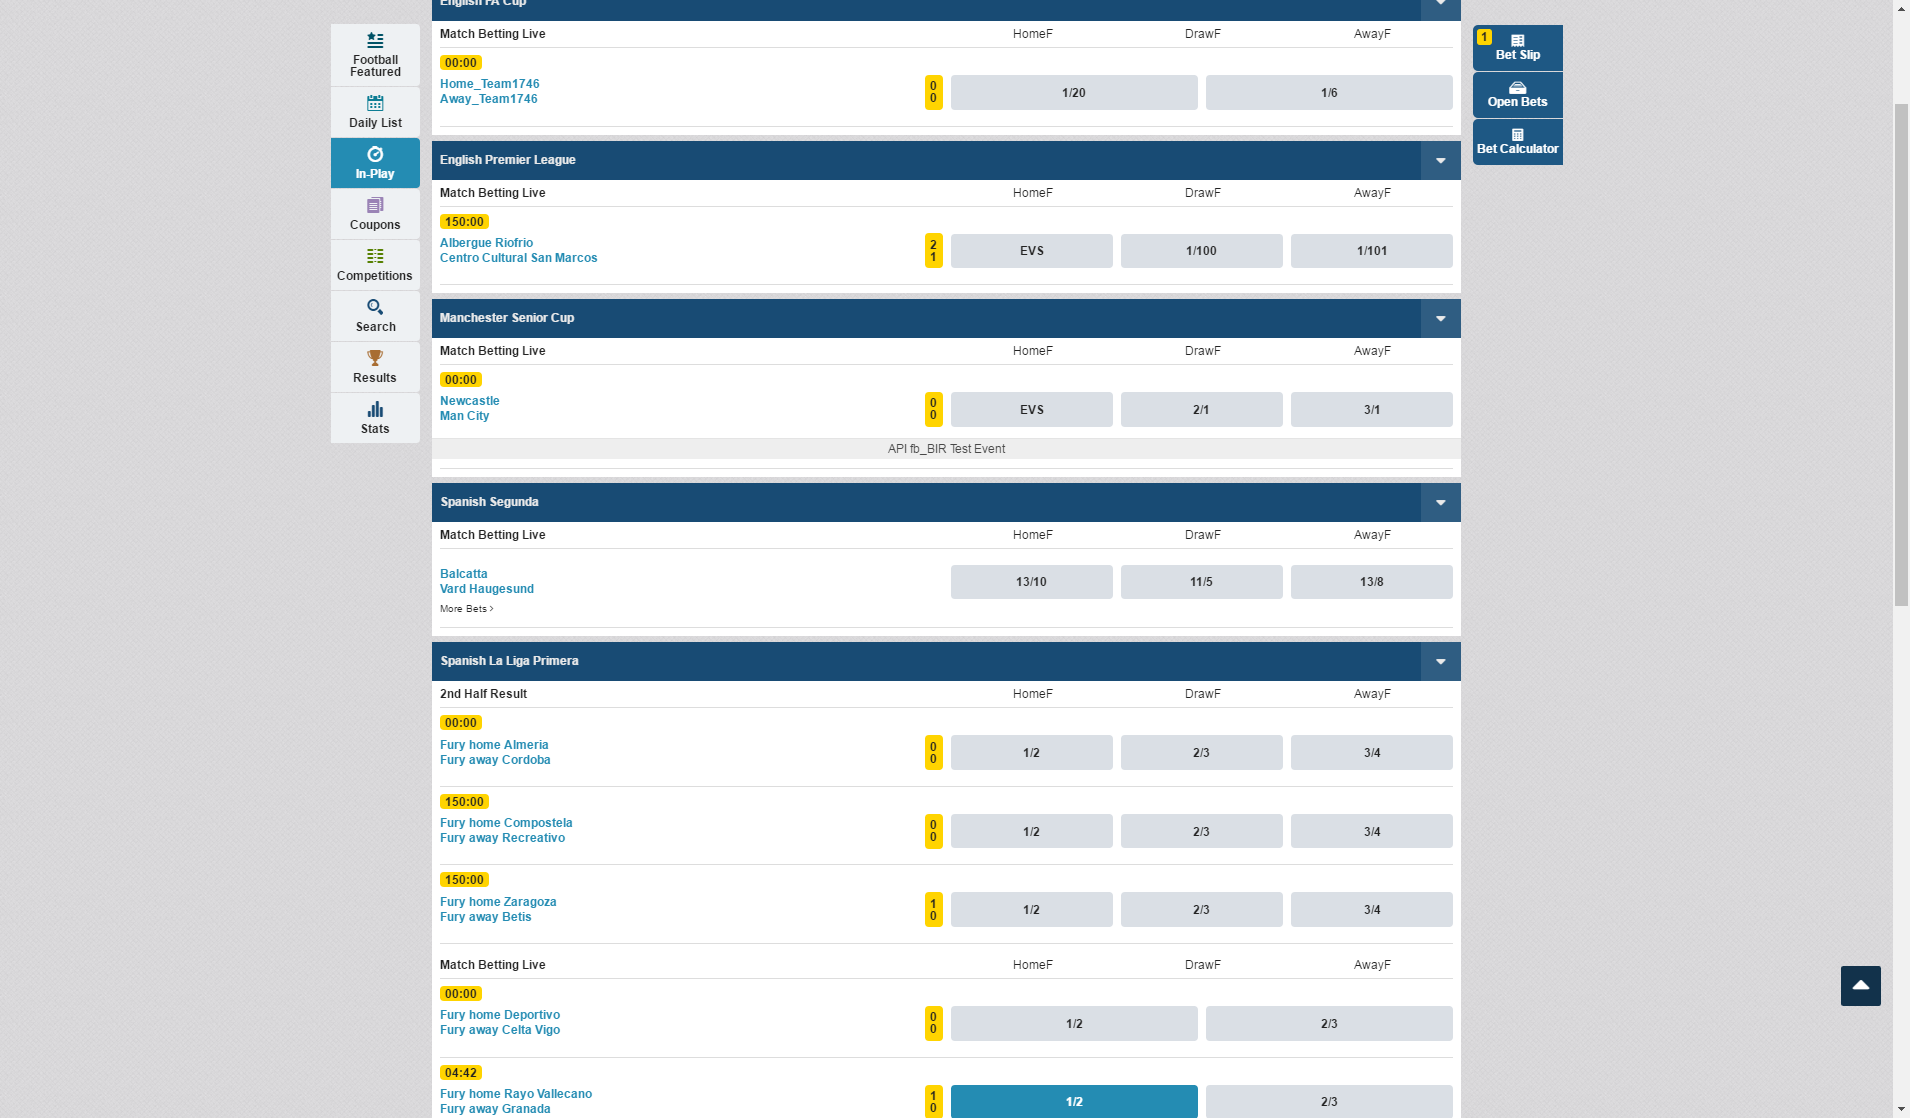 English FA Cup
Match Betting Live HomeF DrawF AwayF
00:00
Home_Team1746
Away_Team1746
0
0
1/20 1/6
English Premier League
Match Betting Live HomeF DrawF AwayF
150:00
Albergue Riofrio
Centro Cultural San Marcos
2
1
EVS 1/100 1/101
Manchester Senior Cup
Match Betting Live HomeF DrawF AwayF
00:00
Newcastle
Man City
0
0
EVS 2/1 3/1
API fb_BIR Test Event
Spanish Segunda
Match Betting Live HomeF DrawF AwayF
Balcatta
Vard Haugesund
13/10 11/5 13/8
More Bets >
Spanish La Liga Primera
2nd Half Result HomeF DrawF AwayF
00:00
Fury home Almeria
Fury away Cordoba
0
0
1/2 2/3 3/4
150:00
Fury home Compostela
Fury away Recreativo
0
0
1/2 2/3 3/4
150:00
Fury home Zaragoza
Fury away Betis
1
0
1/2 2/3 3/4
Match Betting Live HomeF DrawF AwayF
00:00
Fury home Deportivo
Fury away Celta Vigo
0
0
1/2 2/3
04:42
Fury home Rayo Vallecano
Fury away Granada
1
0
1/2 2/3
Football
Featured
Daily List
In-Play
Coupons
Competitions
Search
Results
Stats
1
Bet Slip
Open Bets
Bet Calculator